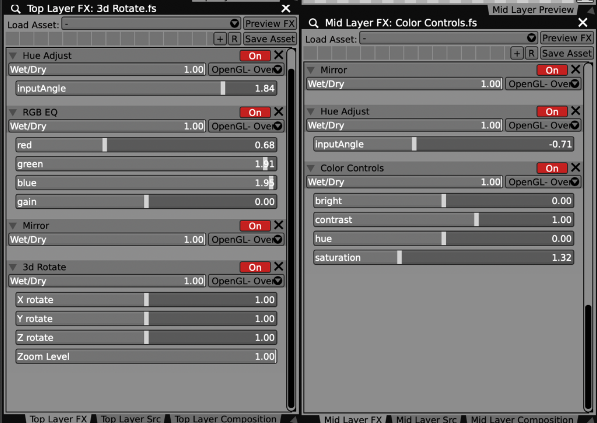 Top Layer FX: 3d Rotate.fs
Load Asset: -
Preview FX
+ R Save Asset
Hue Adjust On
Wet/Dry 1.00 OpenGL- Over
inputAngle 1.84
RGB EQ On
Wet/Dry 1.00 OpenGL- Over
red 0.68
green 1.91
blue 1.95
gain 0.00
Mirror On
Wet/Dry 1.00 OpenGL- Over
3d Rotate On
Wet/Dry 1.00 OpenGL- Over
X rotate 1.00
Y rotate 1.00
Z rotate 1.00
Zoom Level 1.00
Top Layer FX Top Layer Src Top Layer Composition
Mid Layer Preview
Mid Layer FX: Color Controls.fs
Load Asset: -
Preview FX
+ R Save Asset
Mirror On
Wet/Dry 1.00 OpenGL- Over
Hue Adjust On
Wet/Dry 1.00 OpenGL- Over
inputAngle -0.71
Color Controls On
Wet/Dry 1.00 OpenGL- Over
bright 0.00
contrast 1.00
hue 0.00
saturation 1.32
Mid Layer FX Mid Layer Src Mid Layer Composition